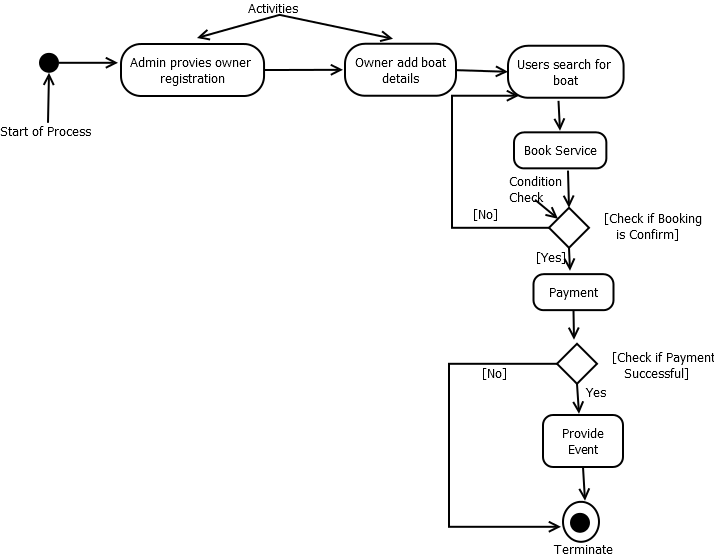 Activities
Admin provies owner
registration
Owner add boat
details
Users search for
boat
Start of Process
Book Service
Condition
Check
[No]
[Check if Booking
is Confirm]
[Yes]
Payment
[Check if Payment
Successful]
[No]
Yes
Provide
Event
Terminate